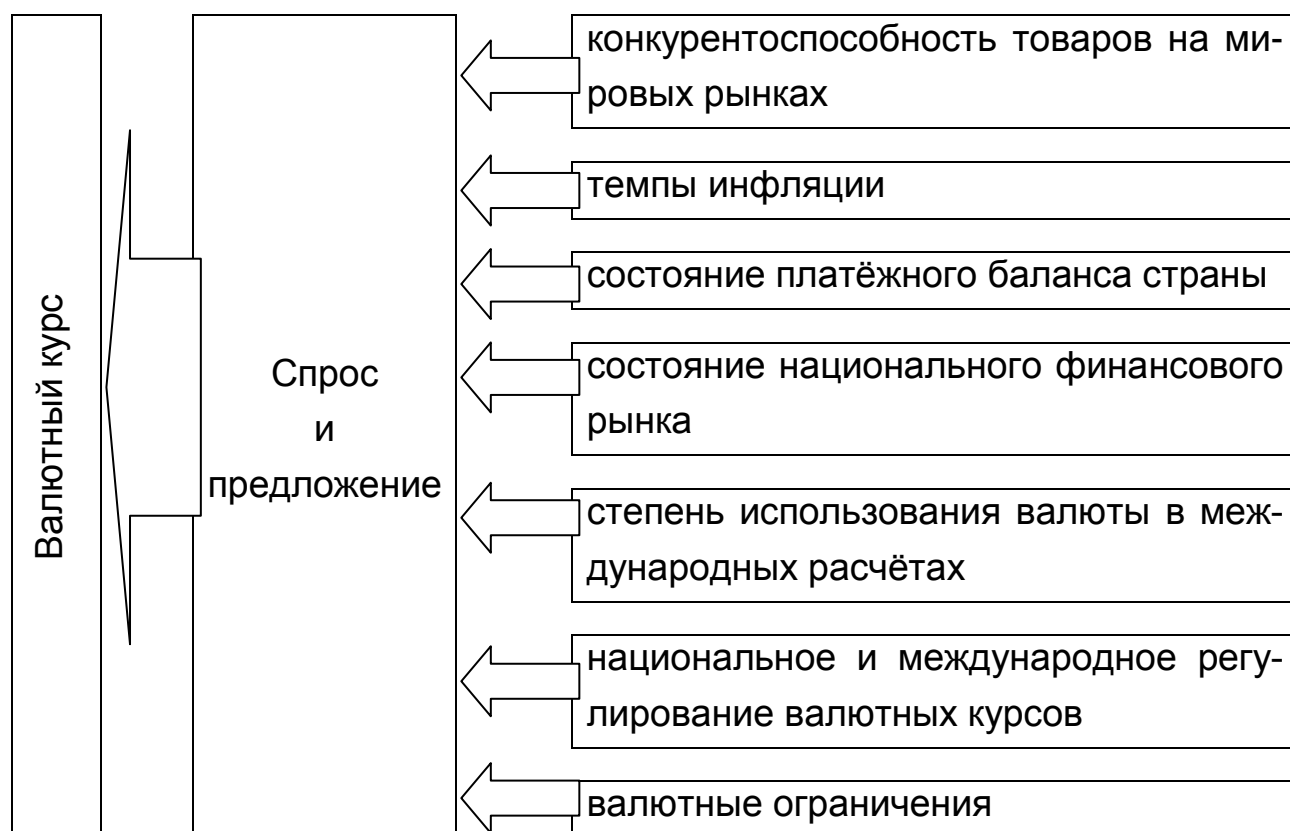 Валютный курс
Спрос
и
предложение
конкурентоспособность товаров на ми-
ровых рынках
темпы инфляции
состояние платёжного баланса страны
состояние национального финансового
рынка
степень использования валюты в меж-
дународных расчётах
национальное и международное регу-
лирование валютных курсов
валютные ограничения